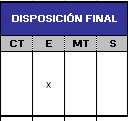 DISPOSICIÓN FINAL
CT E MT S
x